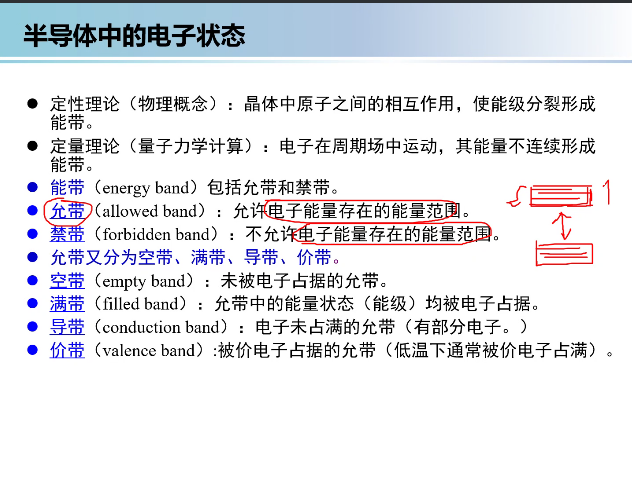 半导体中的电子状态
定性理论（物理概念）：晶体中原子之间的相互作用，使能级分裂形成
能带。
定量理论（量子力学计算）：电子在周期场中运动，其能量不连续形成
能带。
能带（energy band）包括允带和禁带。
允带（allowed band）：允许电子能量存在的能量范围。
禁带（forbidden band）：不允许电子能量存在的能量范围。
允带又分为空带、满带、导带、价带。
空带（empty band）：未被电子占据的允带。
满带（filled band）：允带中的能量状态（能级）均被电子占据。
导带（conduction band）：电子未占满的允带（有部分电子。）
价带（valence band）:被价电子占据的允带（低温下通常被价电子占满）。